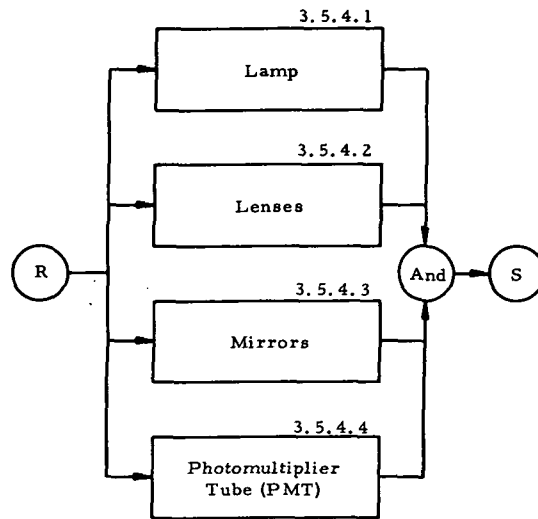 3.5.4.1
Lamp
3.5.4.2
Lenses
R
And
S
3.5.4.3
Mirrors
3.5.4.4
Photomultiplier
Tube (PMT)